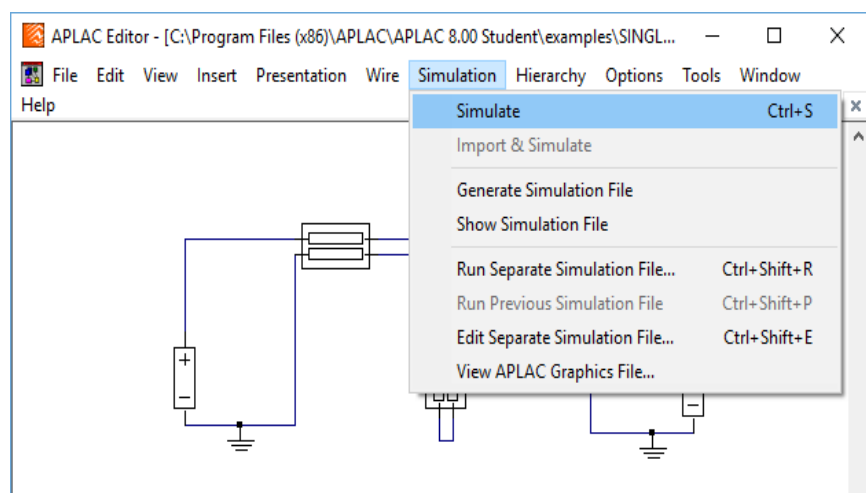 APLAC Editor - [C:\Program Files (x86)\APLAC\APLAC 8.00 Student\examples\SINGL...
File Edit View Insert Presentation Wire Simulation Hierarchy Options Tools Window
Help
Simulate Ctrl+S
Import & Simulate
Generate Simulation File
Show Simulation File
Run Separate Simulation File... Ctrl+Shift+R
Run Previous Simulation File Ctrl+Shift+P
Edit Separate Simulation File... Ctrl+Shift+E
View APLAC Graphics File...